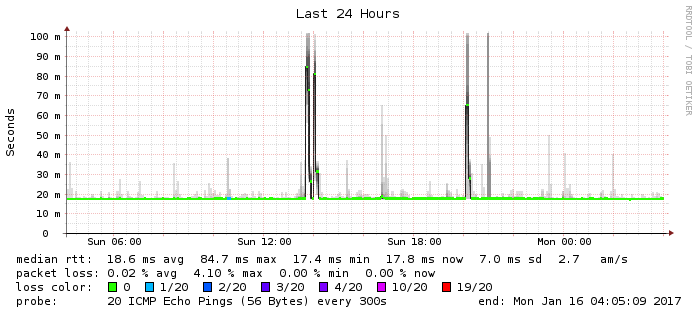 Last 24 Hours
RRDTOOL / TOBI OETIKER
Seconds
100 m
90 m
80 m
70 m
60 m
50 m
40 m
30 m
20 m
10 m
0
Sun 06:00 Sun 12:00 Sun 18:00 Mon 00:00
median rtt: 18.6 ms avg 84.7 ms max 17.4 ms min 17.8 ms now 7.0 ms sd 2.7 am/s
packet loss: 0.02 % avg 4.10 % max 0.00 % min 0.00 % now
loss color: 0 1/20 2/20 3/20 4/20 10/20 19/20
probe: 20 ICMP Echo Pings (56 Bytes) every 300s end: Mon Jan 16 04:05:09 2017